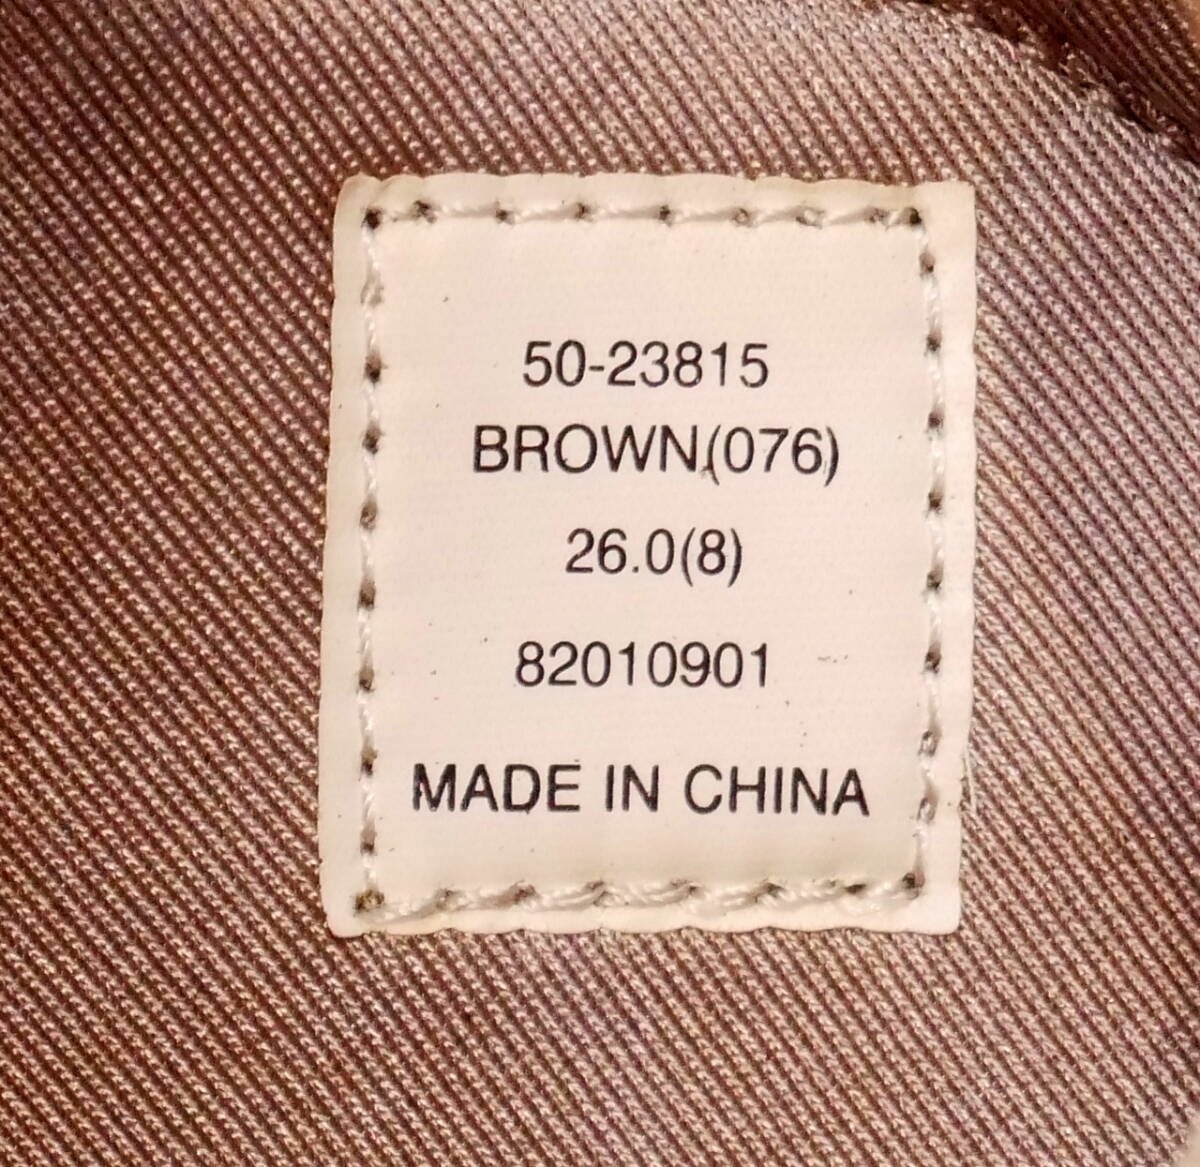 50-23815
BROWN(076)
26.0(8)
82010901
MADE IN CHINA